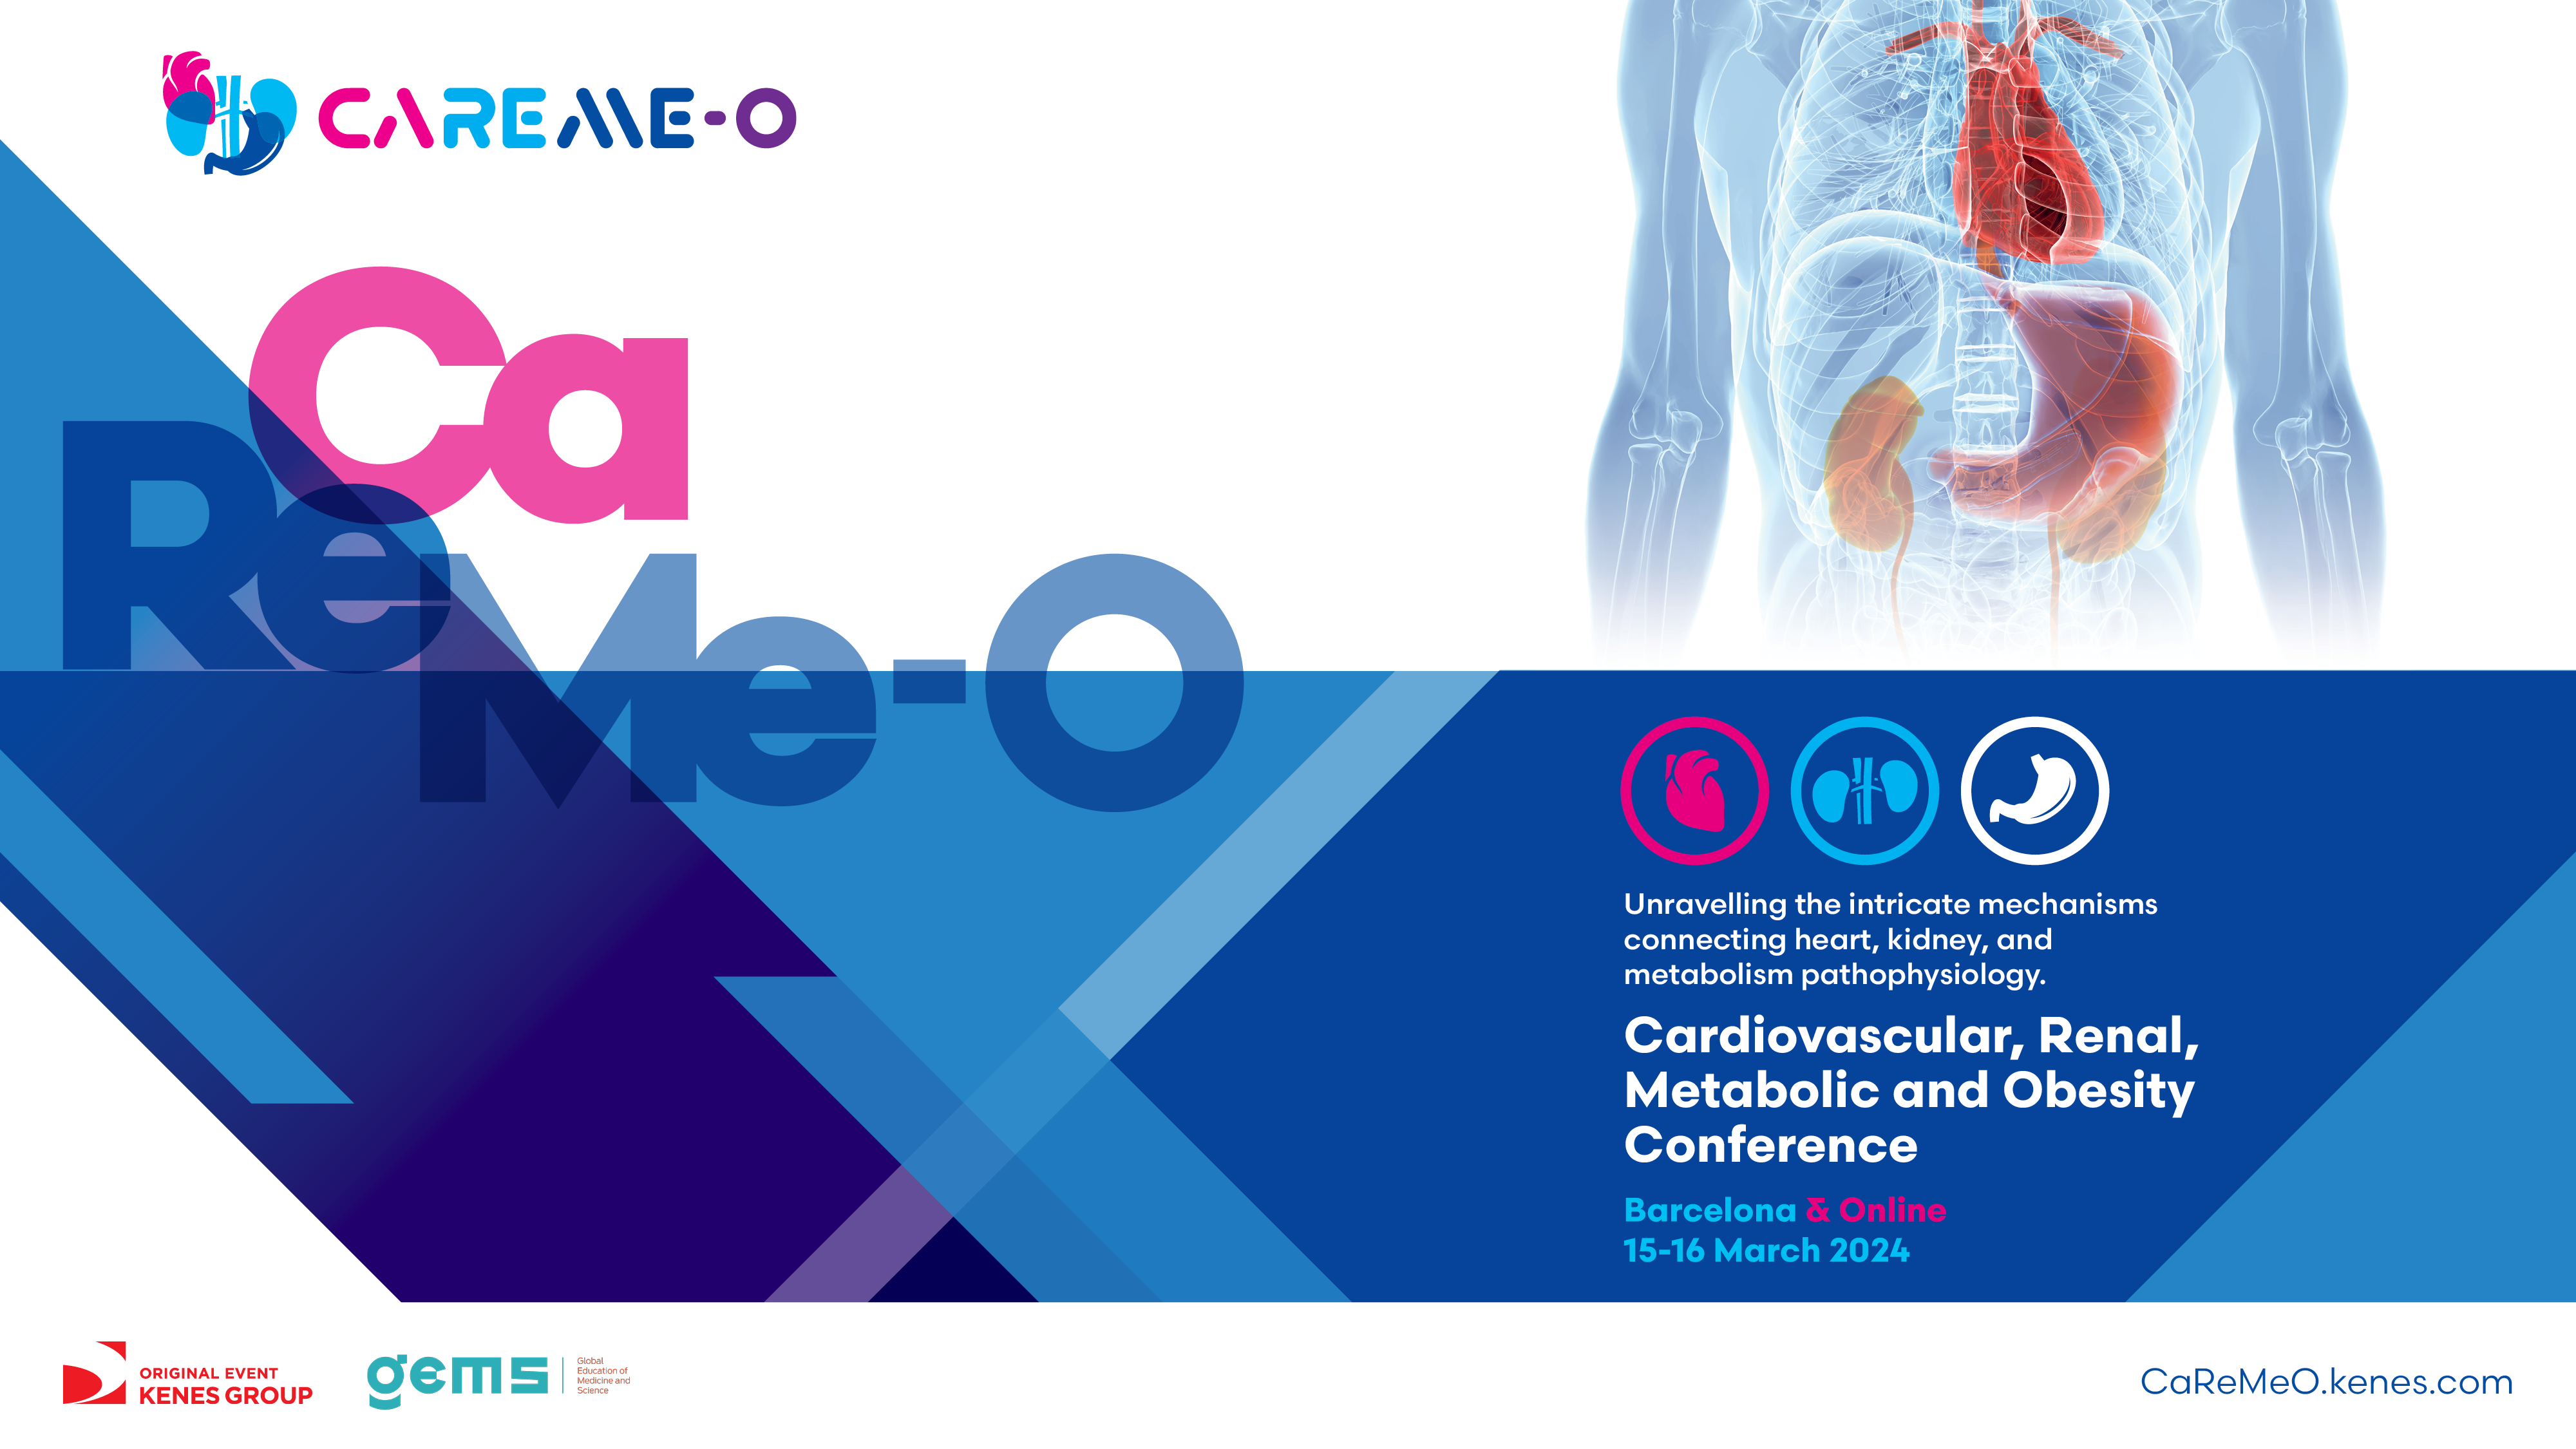 CAREME-O
Ca
Re
Me-O
Unravelling the intricate mechanisms
connecting heart, kidney, and
metabolism pathophysiology.
Cardiovascular, Renal,
Metabolic and Obesity
Conference
Barcelona & Online
15-16 March 2024
ORIGINAL EVENT
KENES GROUP
gems
Global
Education of
Medicine and
Science
CaReMeO.kenes.com